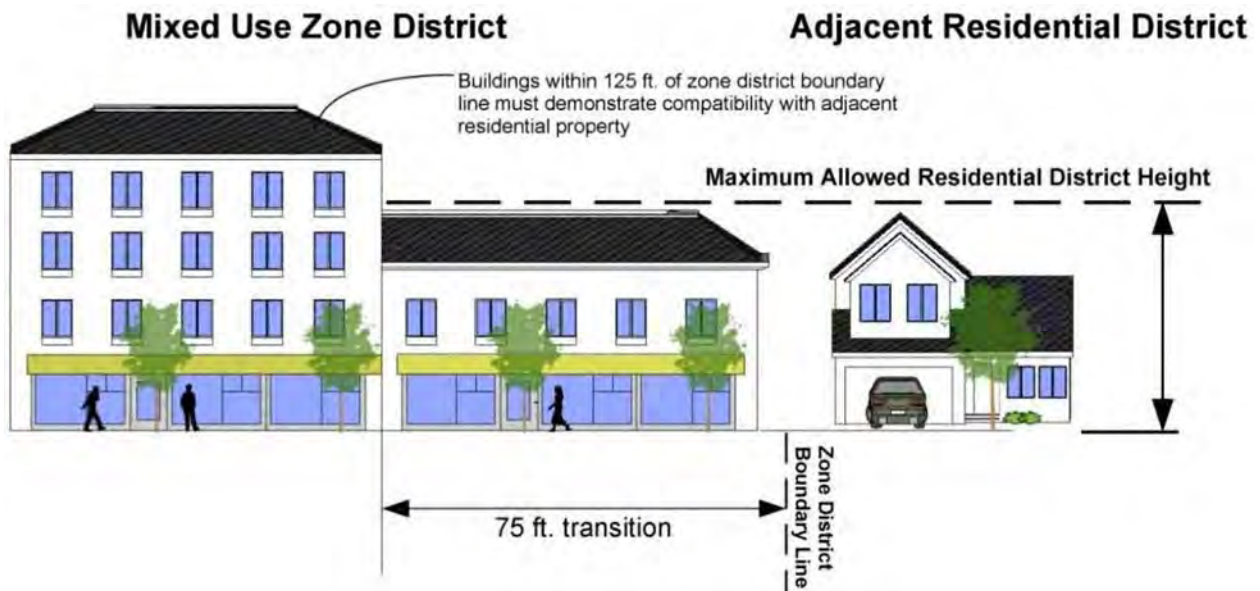 Mixed Use Zone District
Adjacent Residential District
Buildings within 125 ft. of zone district boundary
line must demonstrate compatibility with adjacent
residential property
Maximum Allowed Residential District Height
75 ft. transition
Zone District
Boundary Line